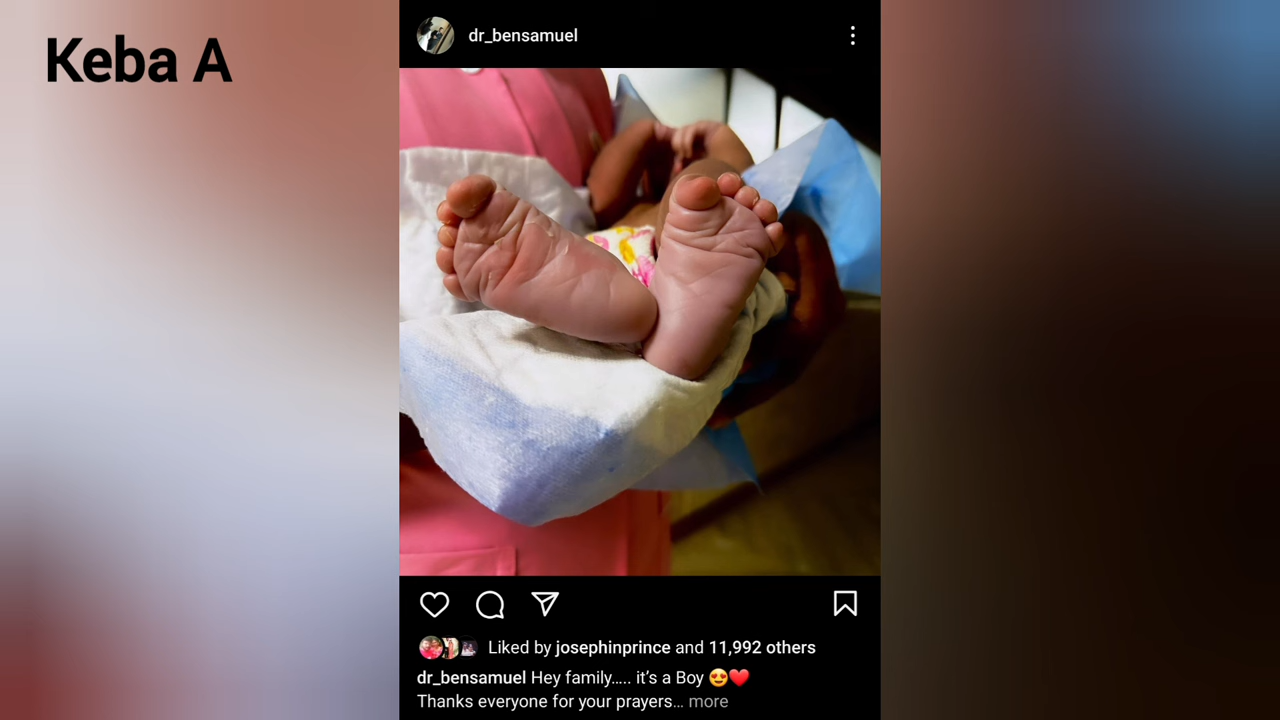 Keba A
dr_bensamuel
Liked by josephinprince and 11,992 others
dr_bensamuel Hey family….. it's a Boy 😍❤️
Thanks everyone for your prayers… more